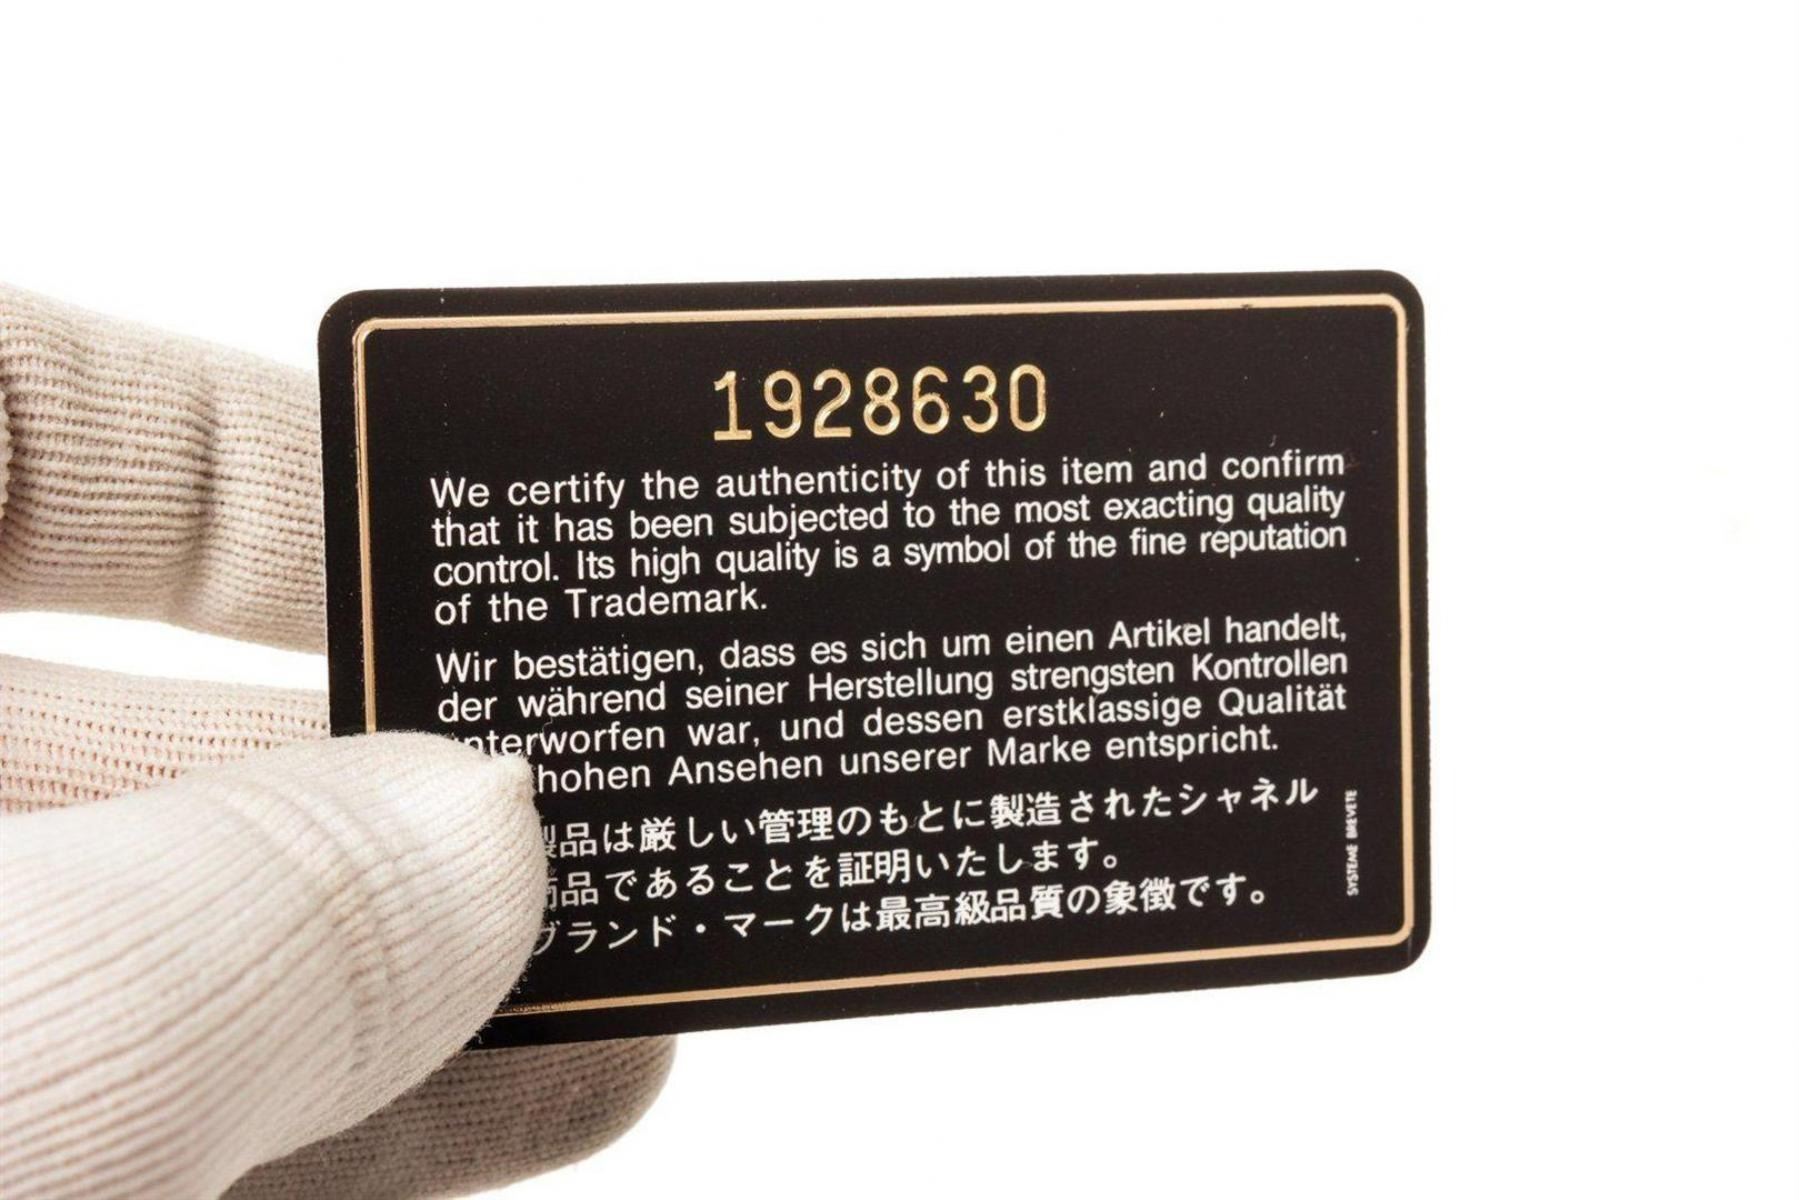 1928630
We certify the authenticity of this item and confirm
that it has been subjected to the most exacting quality
control. Its high quality is a symbol of the fine reputation
of the Trademark.
Wir bestätigen, dass es sich um einen Artikel handelt,
der während seiner Herstellung strengsten Kontrollen
war, und dessen erstklassige Qualität
hohen Ansehen unserer Marke entspricht.
品は厳しい管理のもとに製造されたシャネル
品であることを証明いたします。
ブランド・マークは最高級品質の象徴です。
SYSTEME BREVETE